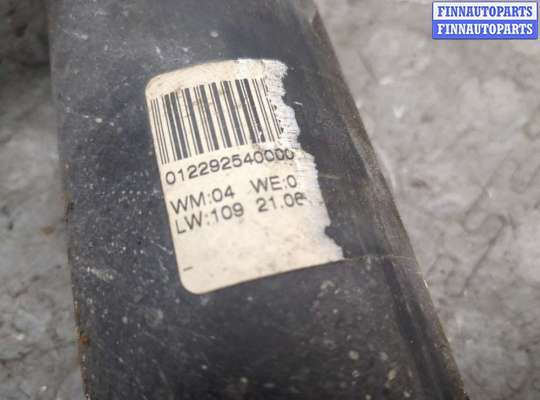 FINNAUTOPARTS
FINNAUTOPARTS
012292540000
WM:04 WE:0
LW:109 21.06